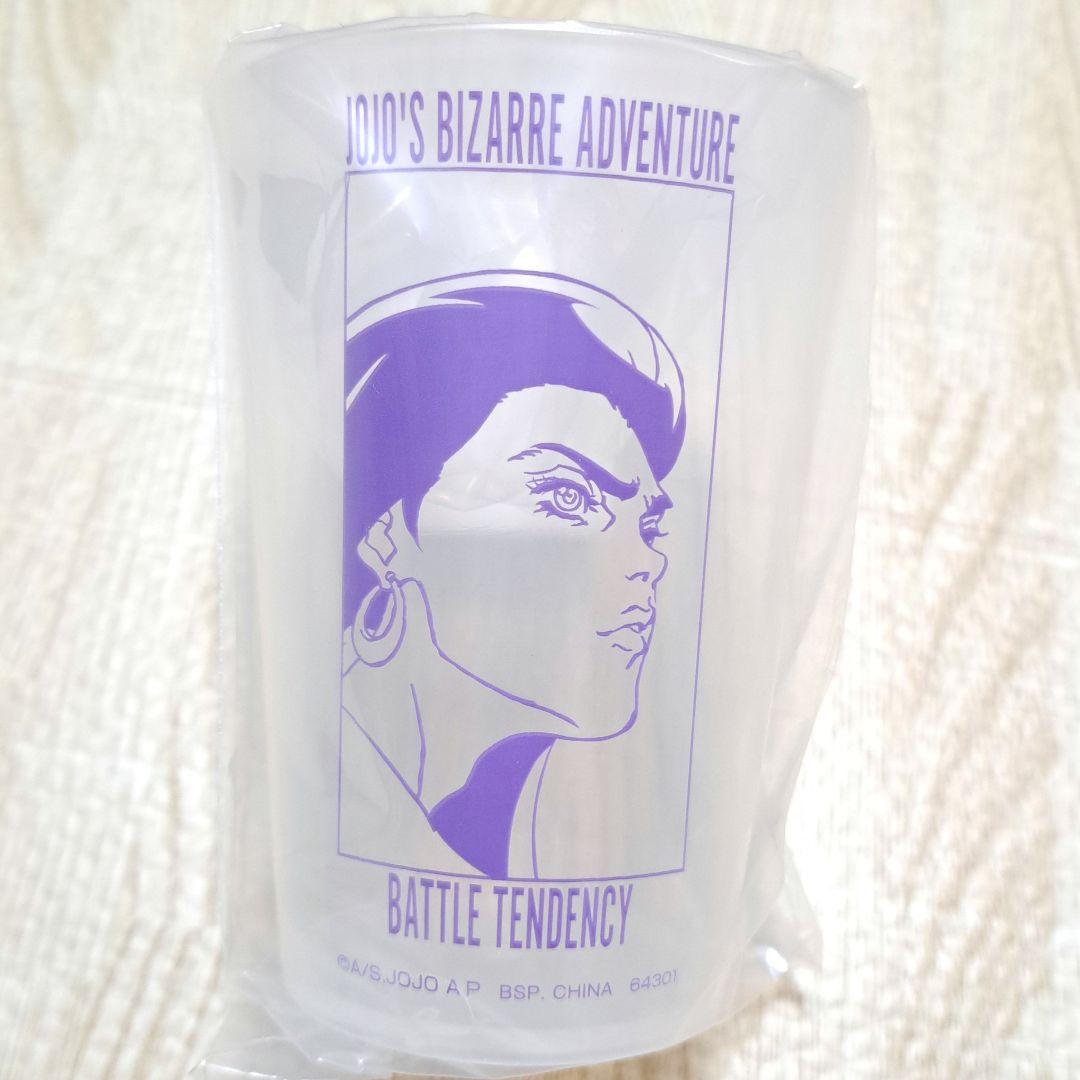 JOJO'S BIZARRE ADVENTURE
BATTLE TENDENCY
©A/S,JOJO A P BSP. CHINA 64301